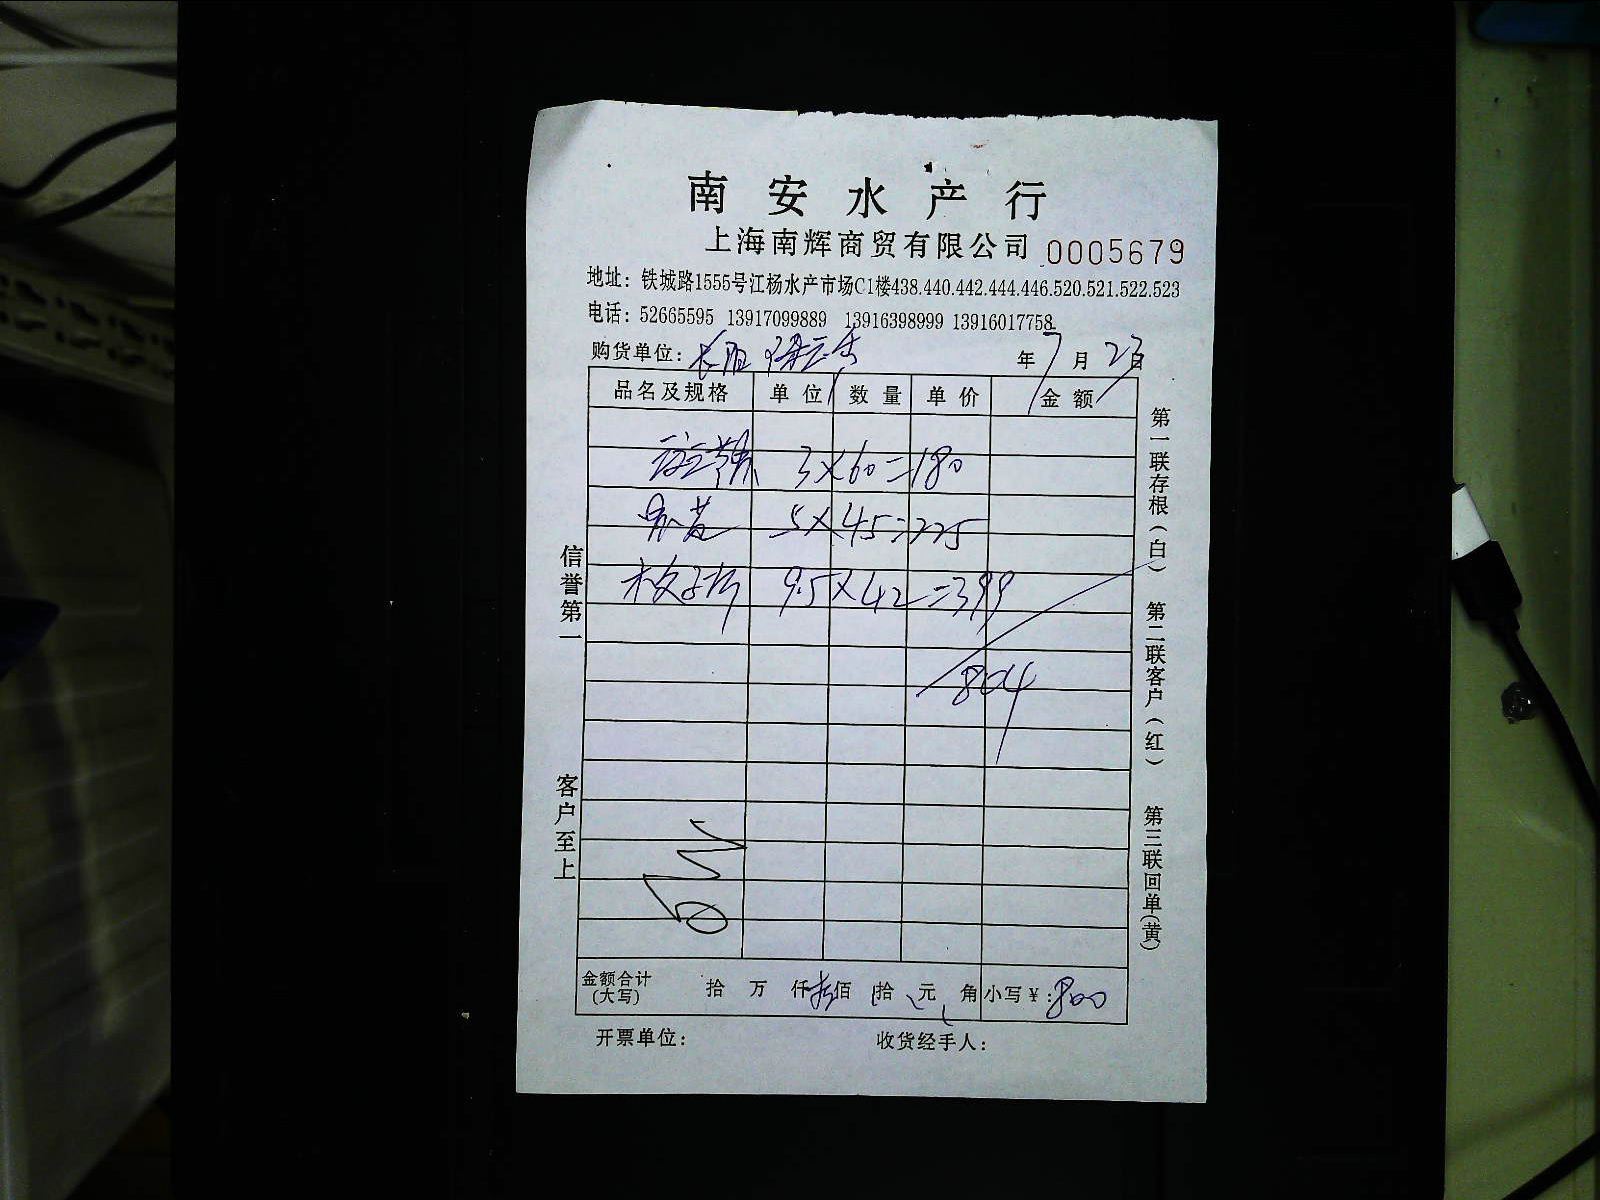 南安水产行
上海南辉商贸有限公司 0005679
地址：铁城路1555号江杨水产市场C1楼438.440.442.444.446.520.521.522.523
电话：52665595 13917099889 13916398999 13916017758
购货单位： 年 7 月 23 日
品名及规格 单位 数量 单价 金额
3×60=180
5×45=225
9.5×42=399
804
金额合计 (大写) 拾 万 仟 捌 佰 拾 元 角 小写￥：800
开票单位： 收货经手人：
信誉第一 客户至上
第一联存根（白） 第二联客户（红） 第三联回单（黄）